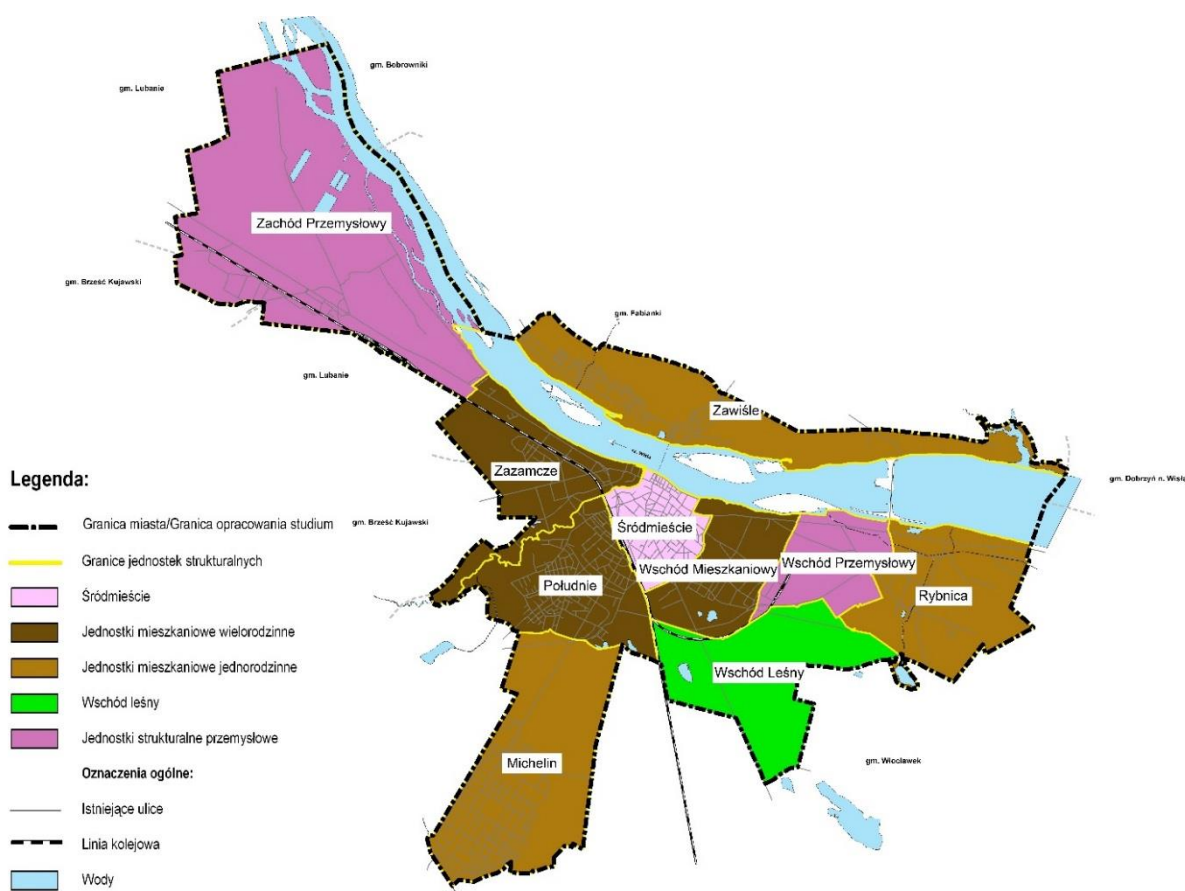 gm. Bobrowniki
gm. Lubanie
Zachód Przemysłowy
gm. Brześć Kujawski
gm. Fabianki
gm. Lubanie
Zawiśle
rz. Wisła
Zazamcze
gm. Dobrzyń n. Wisłą
gm. Brześć Kujawski
Śródmieście
Wschód Mieszkaniowy
Wschód Przemysłowy
Południe
Rybnica
Wschód Leśny
Michelin
gm. Włocławek
Legenda:
Granica miasta/Granica opracowania studium
Granice jednostek strukturalnych
Śródmieście
Jednostki mieszkaniowe wielorodzinne
Jednostki mieszkaniowe jednorodzinne
Wschód leśny
Jednostki strukturalne przemysłowe
Oznaczenia ogólne:
Istniejące ulice
Linia kolejowa
Wody